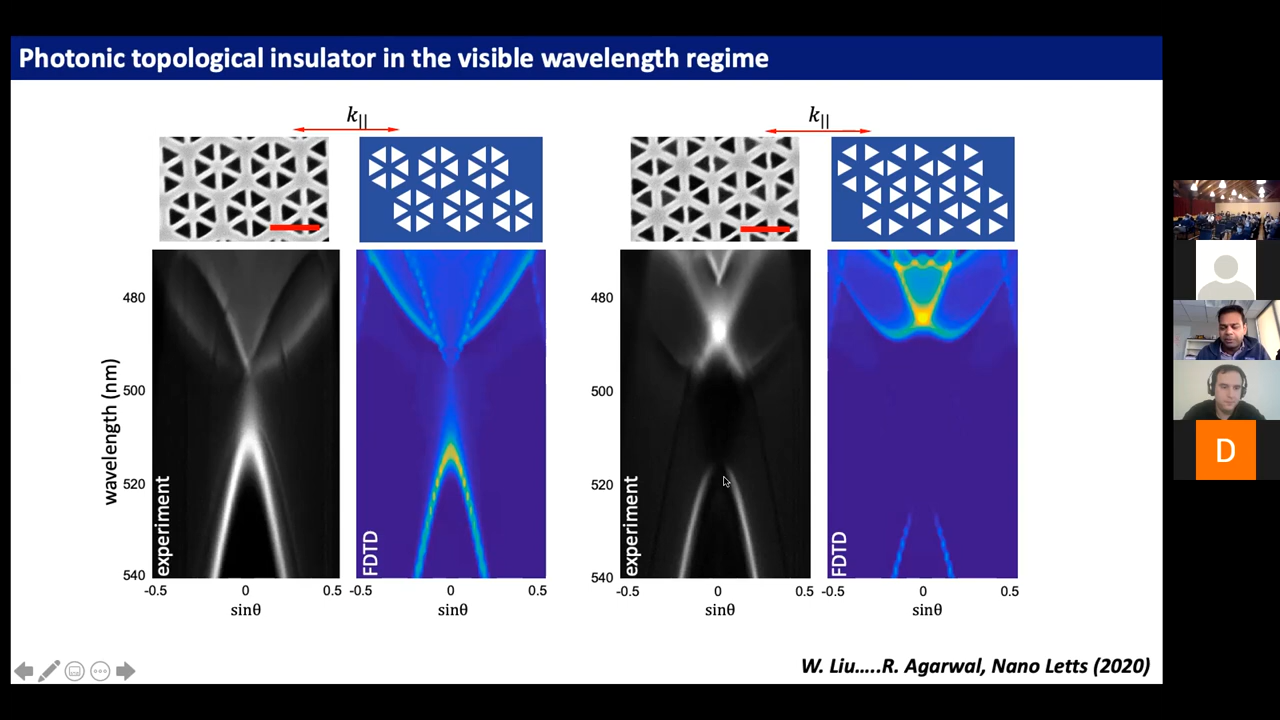 Photonic topological insulator in the visible wavelength regime
k||
k||
wavelength (nm)
480
500
520
540
experiment
FDTD
-0.5
0
-0.5
0
0.5
sinθ
sinθ
480
500
520
540
experiment
FDTD
-0.5
0
0.5
-0.5
0
0.5
sinθ
sinθ
W. Liu.....R. Agarwal, Nano Letts (2020)
D